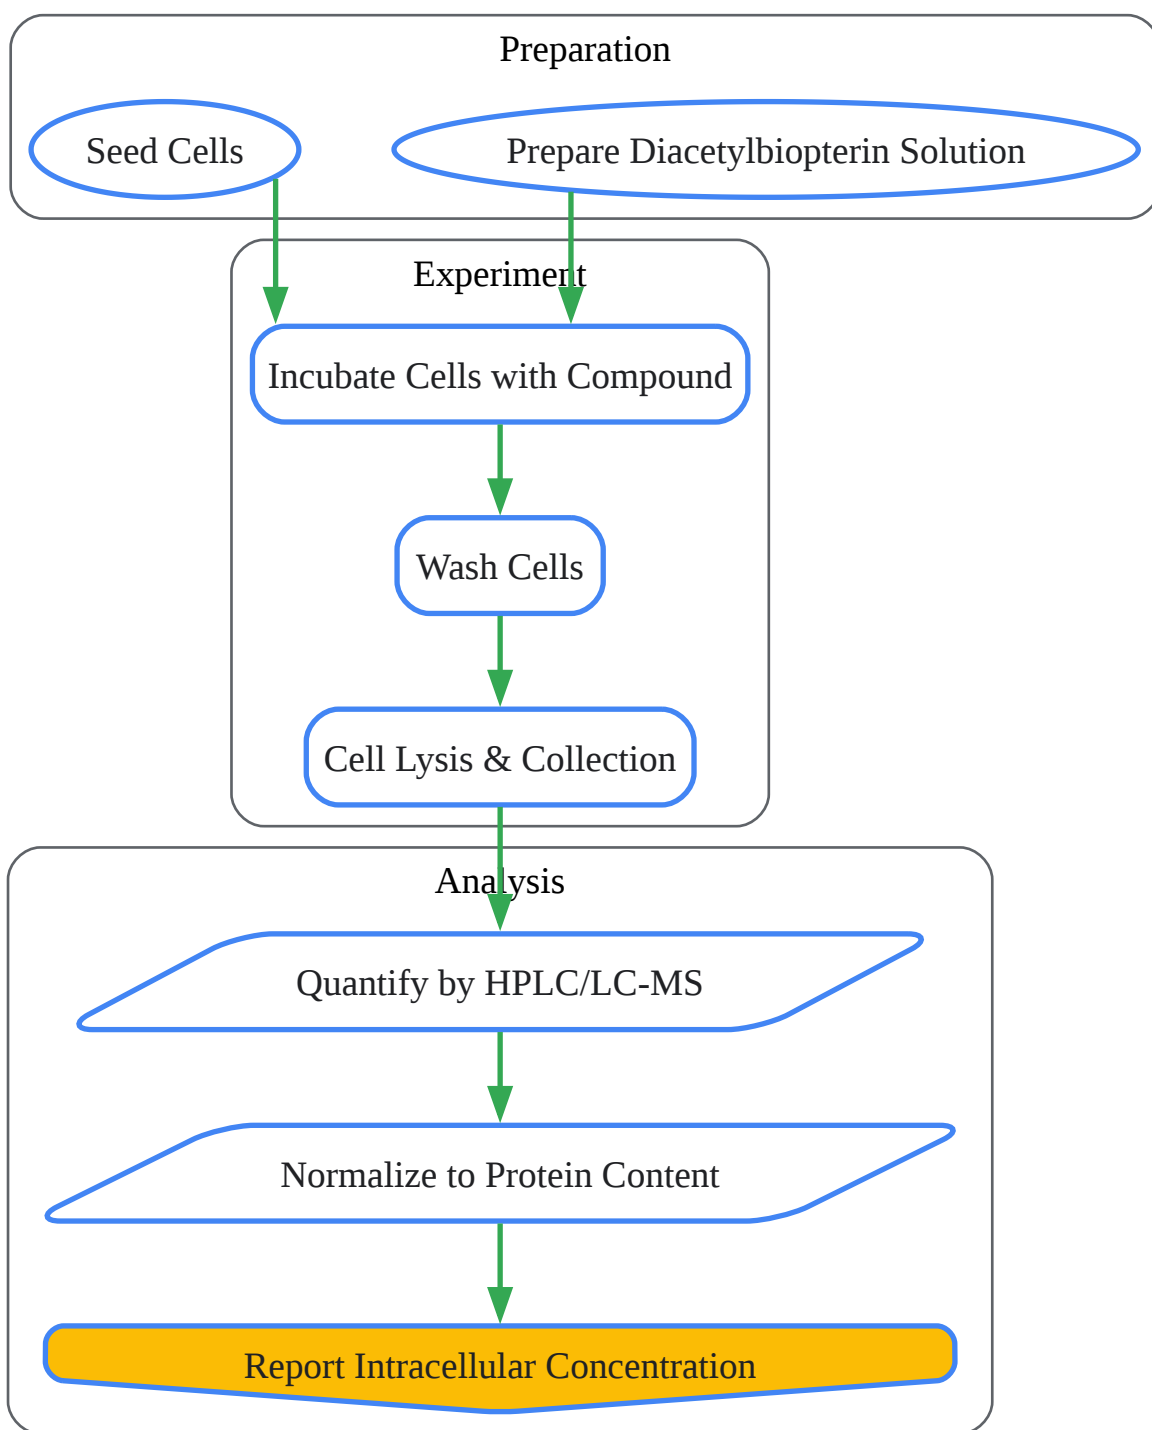 Preparation
Seed Cells
Prepare Diacetylbiopterin Solution
Experiment
Incubate Cells with Compound
Wash Cells
Cell Lysis & Collection
Analysis
Quantify by HPLC/LC-MS
Normalize to Protein Content
Report Intracellular Concentration